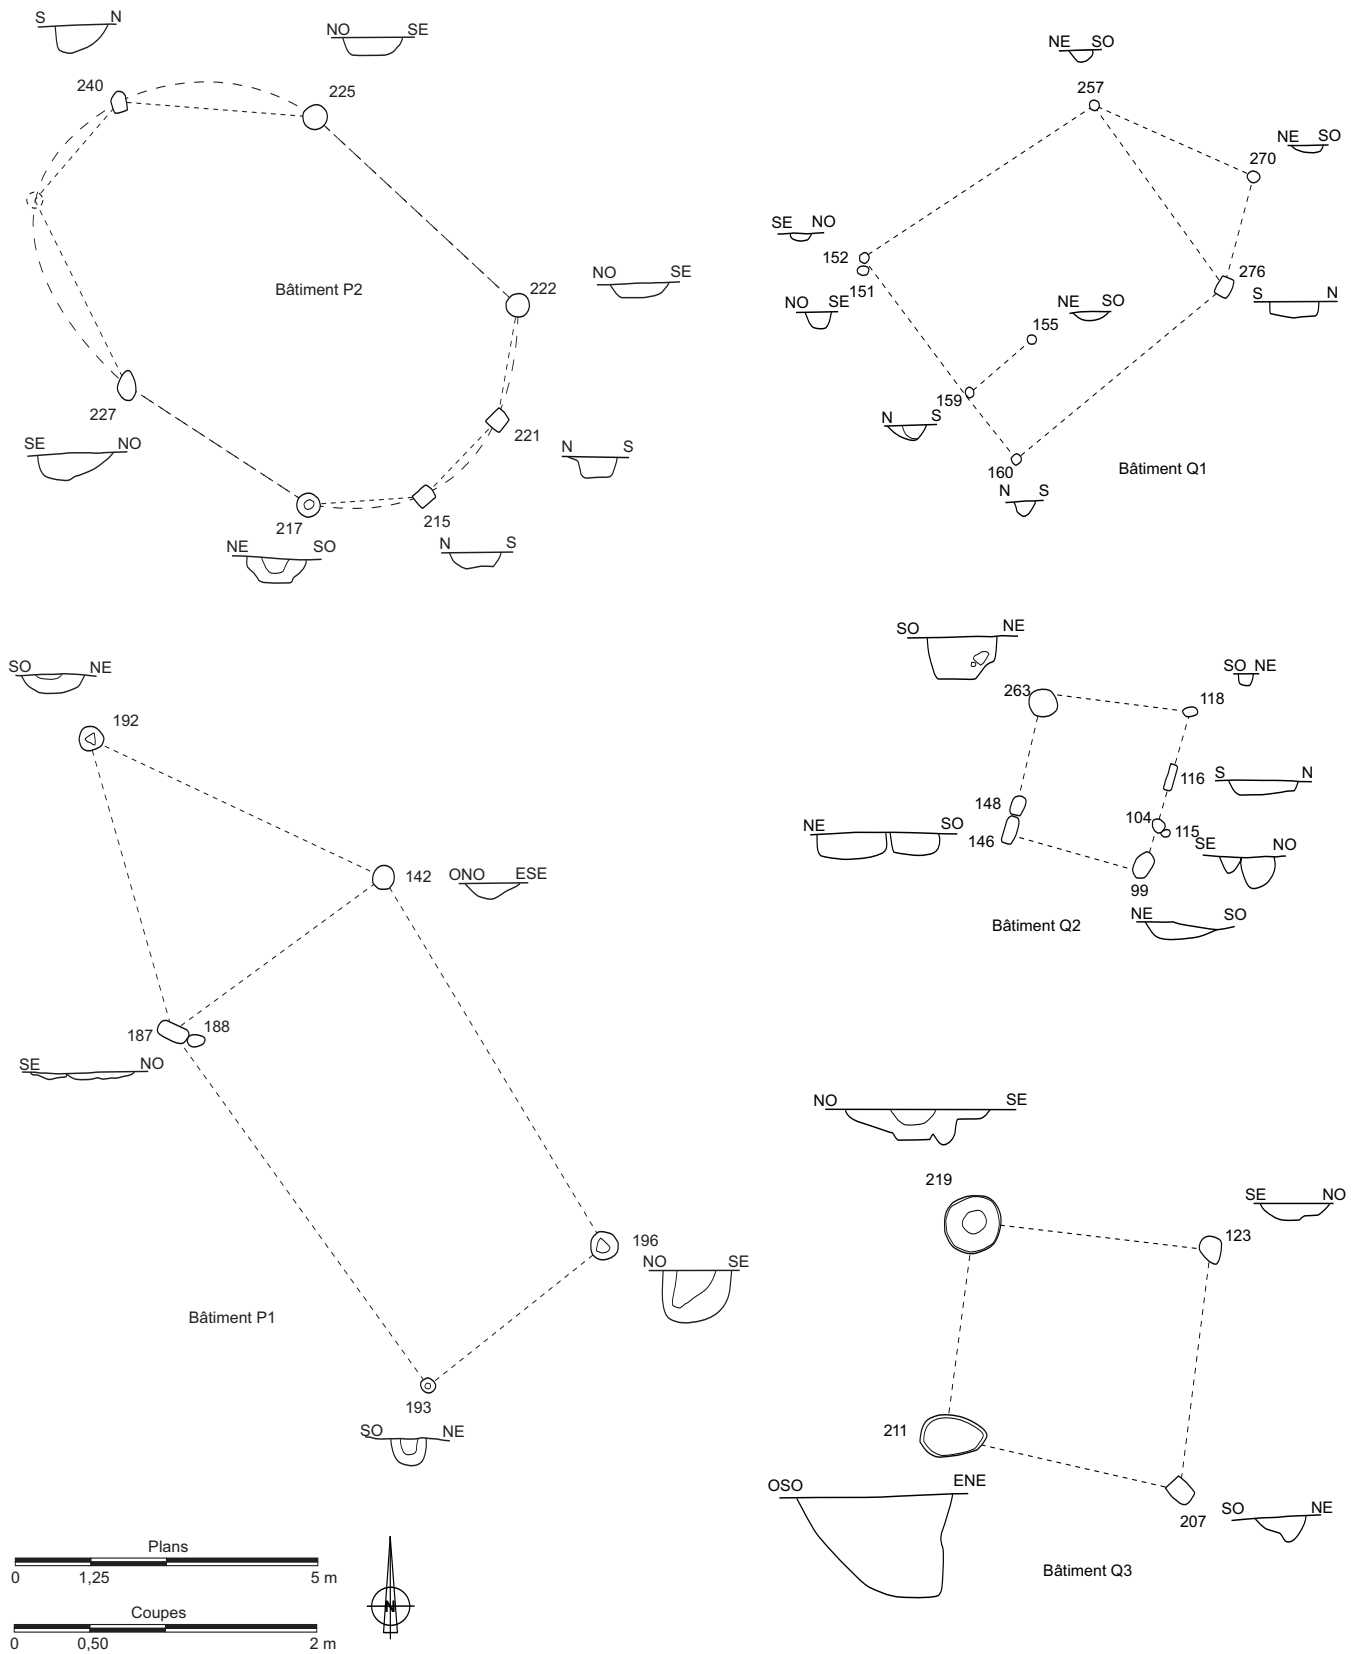 S N
240
NO SE
225
Bâtiment P2
NO SE
222
227
SE NO
221
N S
217
215
NE SO
N S
NE SO
257
NE SO
270
SE NO
152
151
NO SE
276
S N
NE SO
155
159
N S
160
N S
Bâtiment Q1
SO NE
192
142
ONO ESE
187
188
SE NO
196
NO SE
Bâtiment P1
193
SO NE
SO NE
263
SO NE
118
116
S N
148
146
NE SO
104
115
SE NO
99
NE SO
Bâtiment Q2
NO SE
219
SE NO
123
211
OSO ENE
207
SO NE
Bâtiment Q3
Plans
0 1,25 5 m
Coupes
0 0,50 2 m
N